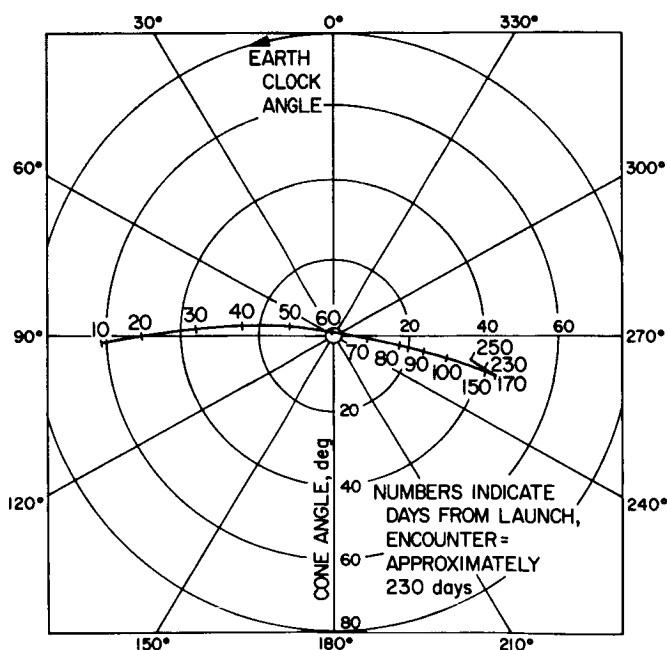 30° 0° 330°
EARTH
CLOCK
ANGLE
60° 300°
10 20 30 40 50 60 20 40 60
90° 270°
70 80 90 100 150 170 230 250
20
CONE ANGLE, deg
40
NUMBERS INDICATE
DAYS FROM LAUNCH,
ENCOUNTER=
APPROXIMATELY
230 days
120° 240°
60
80
150° 180° 210°